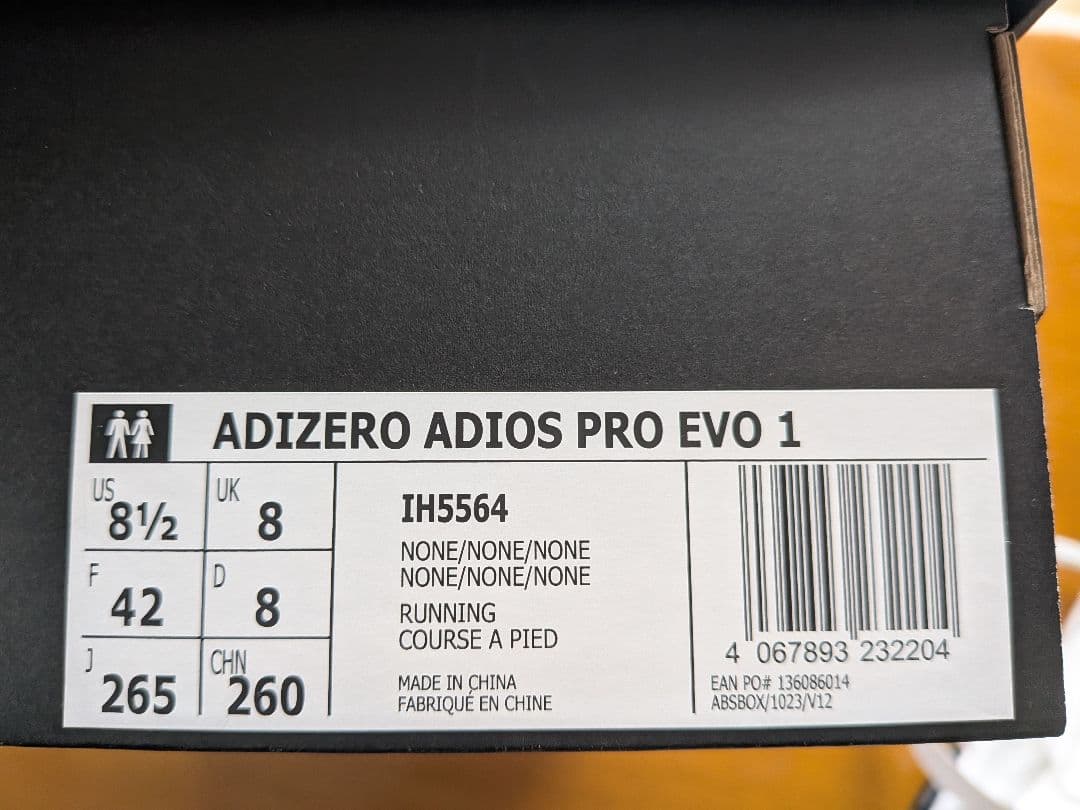 ADIZERO ADIOS PRO EVO 1
US 8½ UK 8
F 42 D 8
J 265 CHN 260
IH5564
NONE/NONE/NONE
NONE/NONE/NONE
RUNNING
COURSE A PIED
MADE IN CHINA
FABRIQUÉ EN CHINE
4 067893 232204
EAN PO# 136086014
ABSBOX/1023/V12